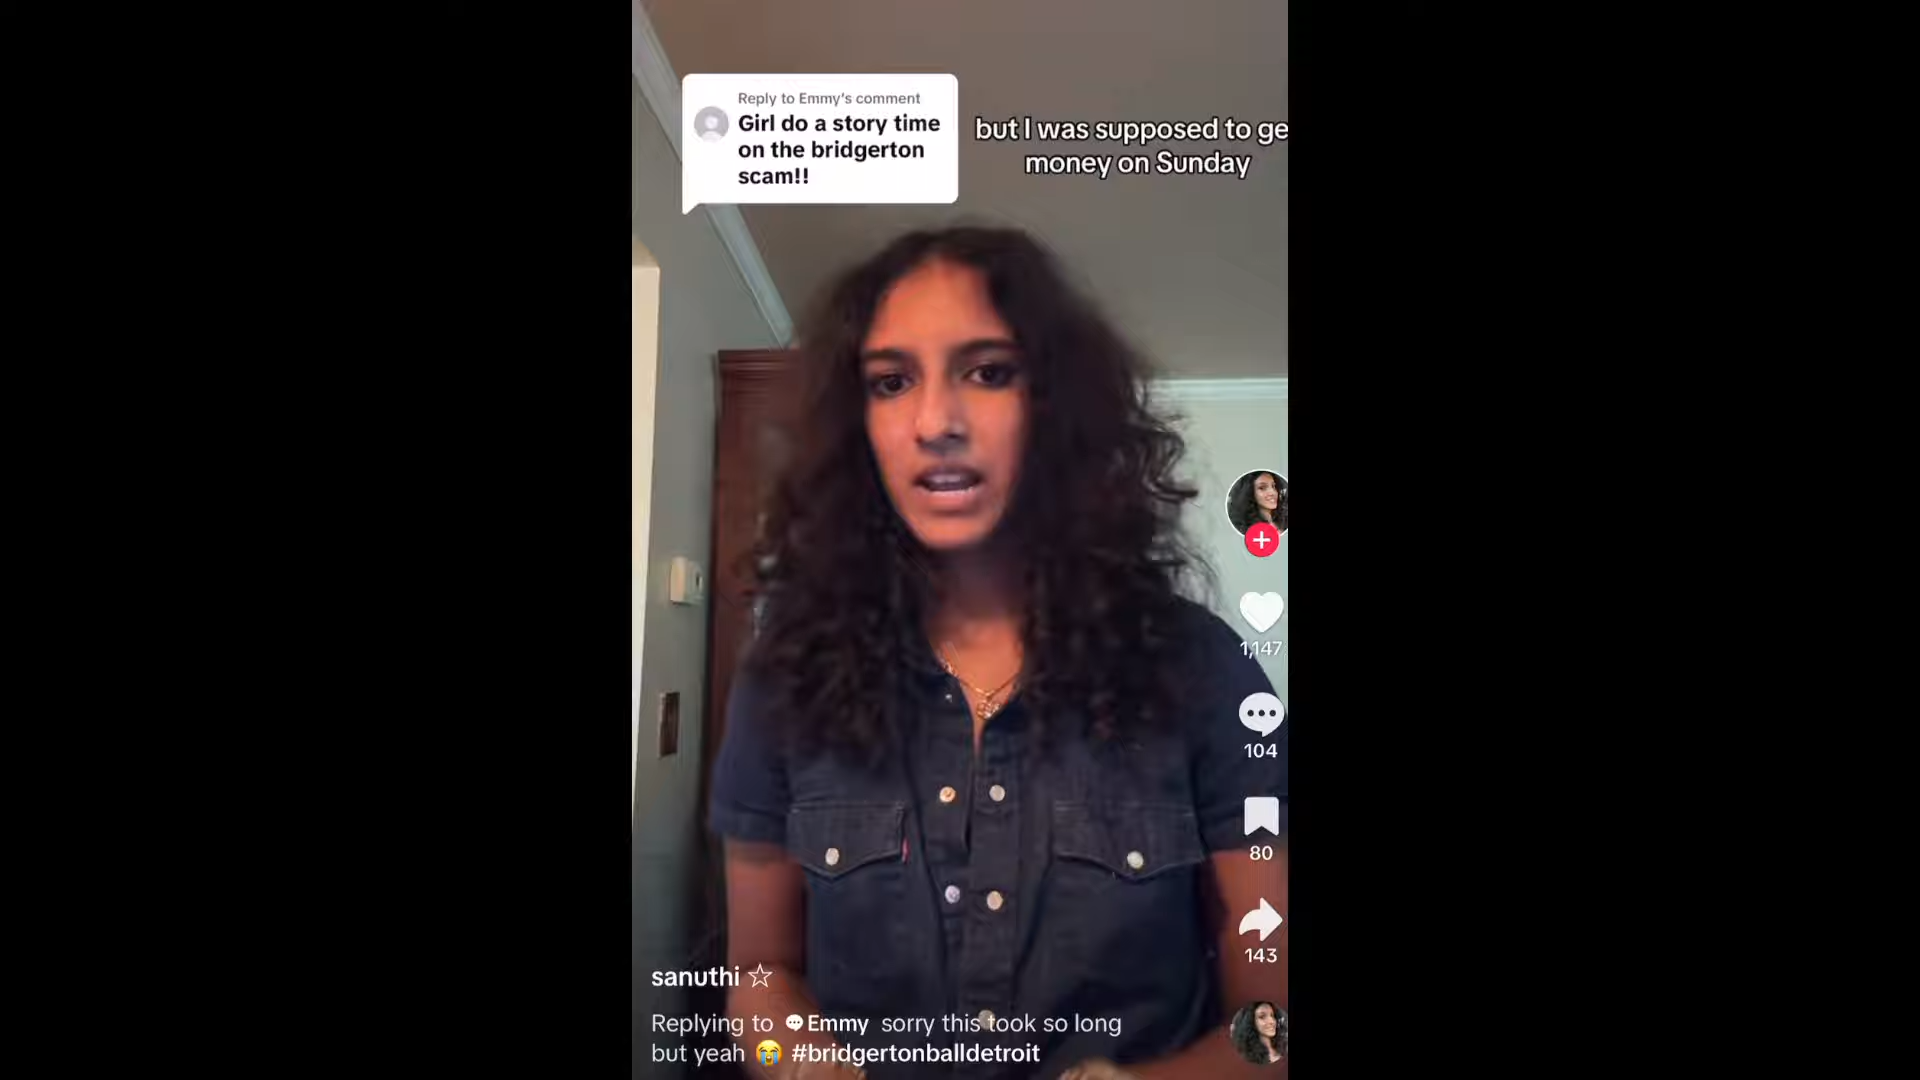 Reply to Emmy's comment
Girl do a story time
on the bridgerton
scam!!
but I was supposed to ge
money on Sunday
1,147
104
80
143
sanuthi ☆
Replying to 💬Emmy sorry this took so long
but yeah 😭 #bridgertonballdetroit